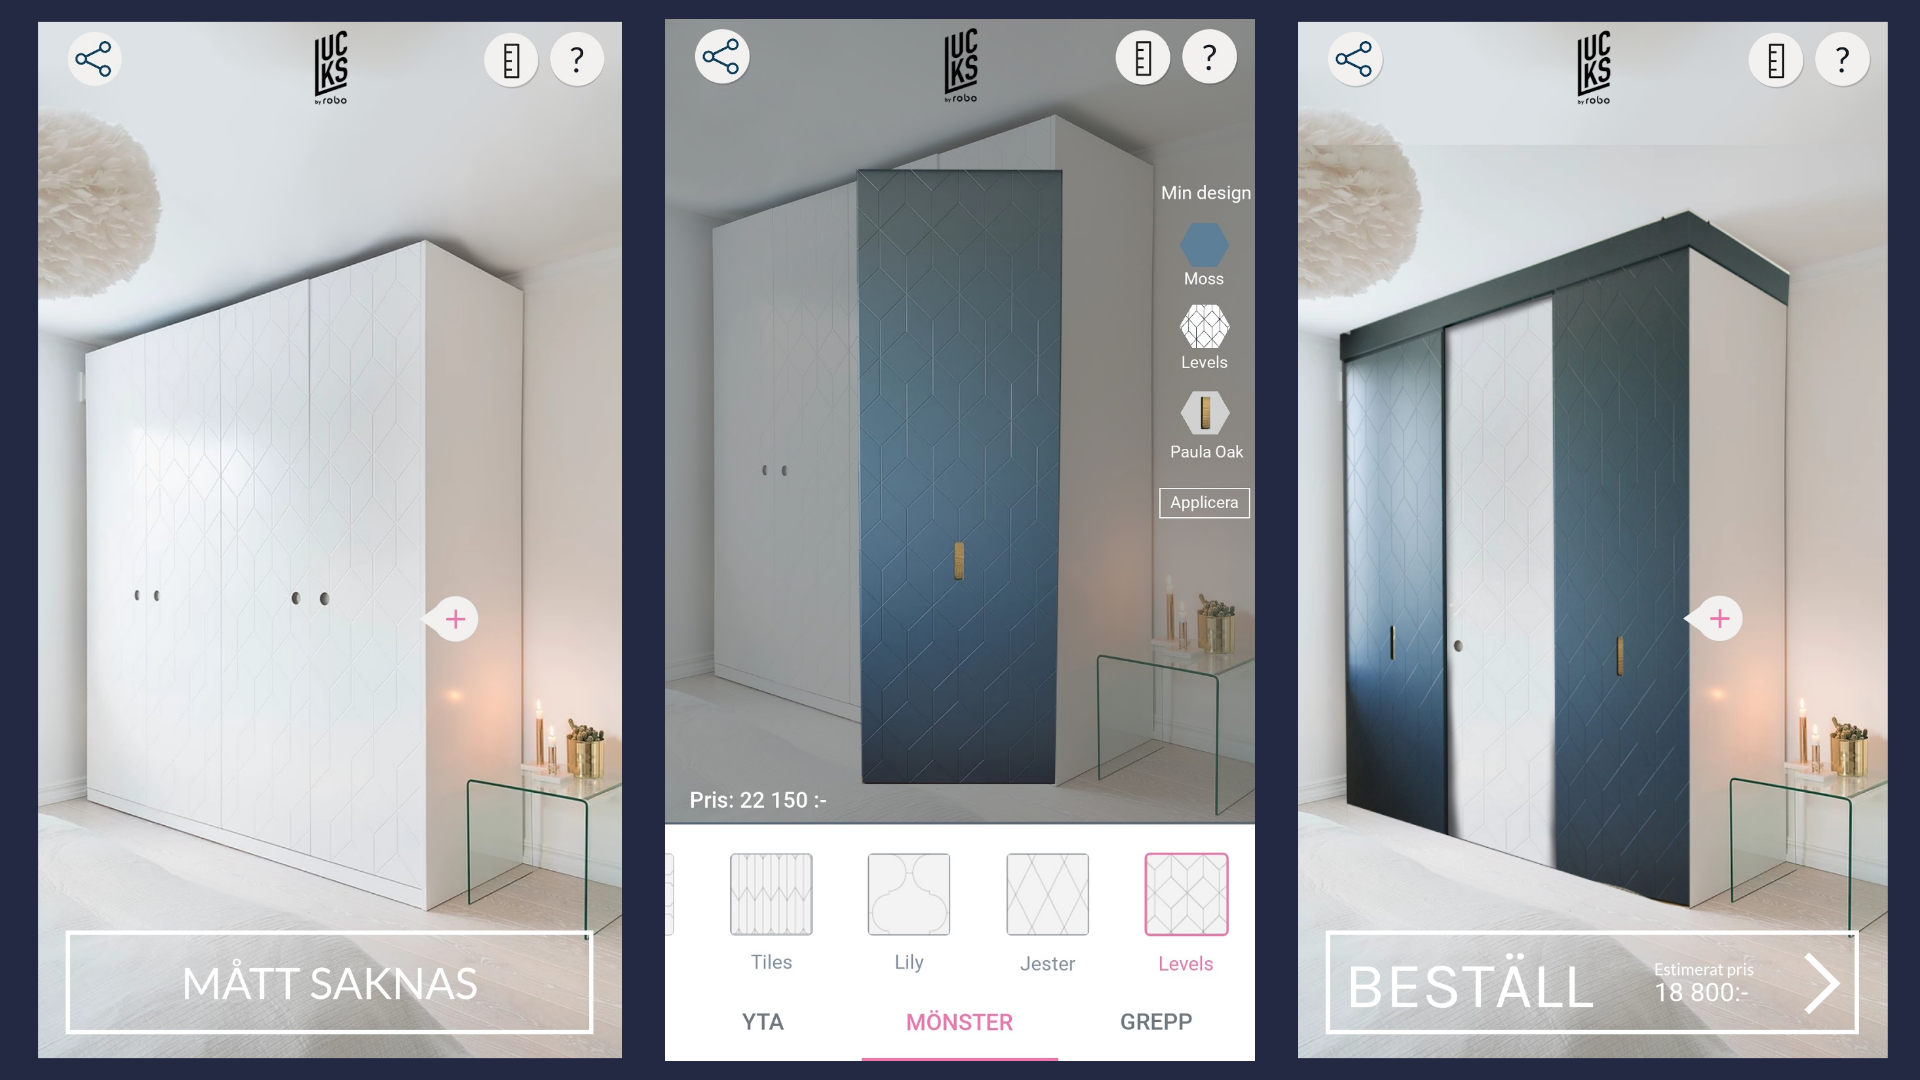 LUCKS
by robo
?
MÅTT SAKNAS
LUCKS
by robo
?
Min design
Moss
Levels
Paula Oak
Applicera
Pris: 22 150 :-
Tiles
Lily
Jester
Levels
YTA
MÖNSTER
GREPP
LUCKS
by robo
?
BESTÄLL
Estimerat pris
18 800:-